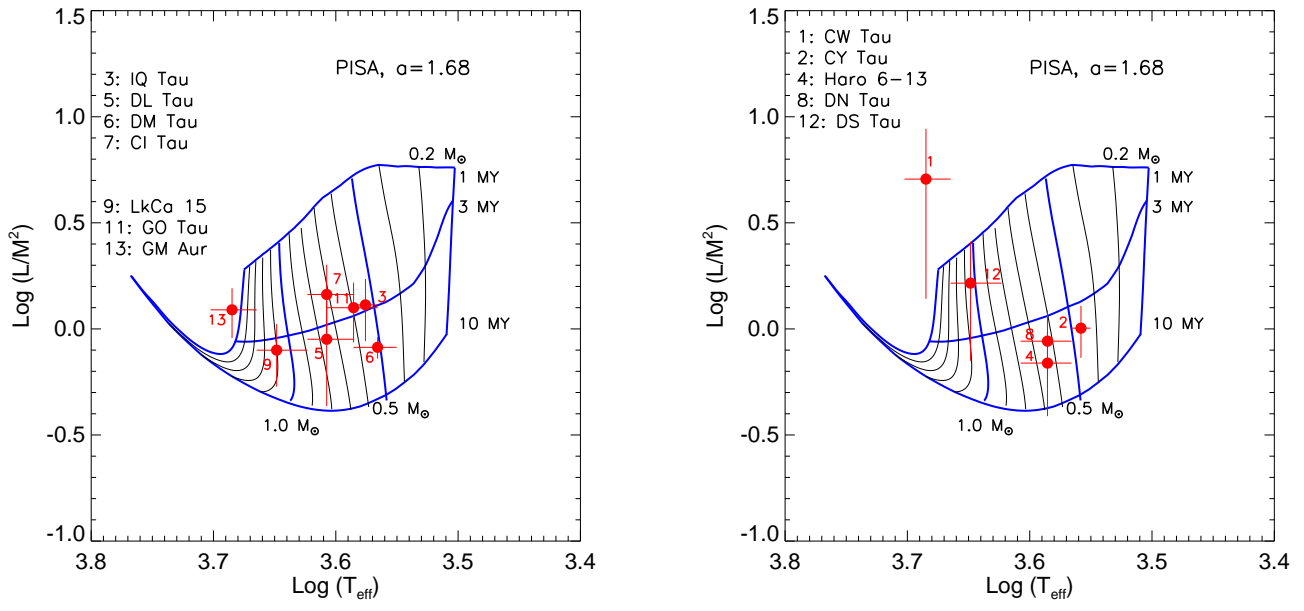 PISA, a=1.68
3: IQ Tau
5: DL Tau
6: DM Tau
7: CI Tau
9: LkCa 15
11: GO Tau
13: GM Aur
0.2 M⊙
1 MY
3 MY
10 MY
0.5 M⊙
1.0 M⊙
13
7
11
3
5
6
9
1.5
1.0
0.5
0.0
-0.5
-1.0
Log (L/M²)
3.8
3.7
3.6
3.5
3.4
Log (Teff)
1: CW Tau
2: CY Tau
4: Haro 6-13
8: DN Tau
12: DS Tau
PISA, a=1.68
0.2 M⊙
1 MY
3 MY
10 MY
0.5 M⊙
1.0 M⊙
1
12
2
8
4
1.5
1.0
0.5
0.0
-0.5
-1.0
Log (L/M²)
3.8
3.7
3.6
3.5
3.4
Log (Teff)